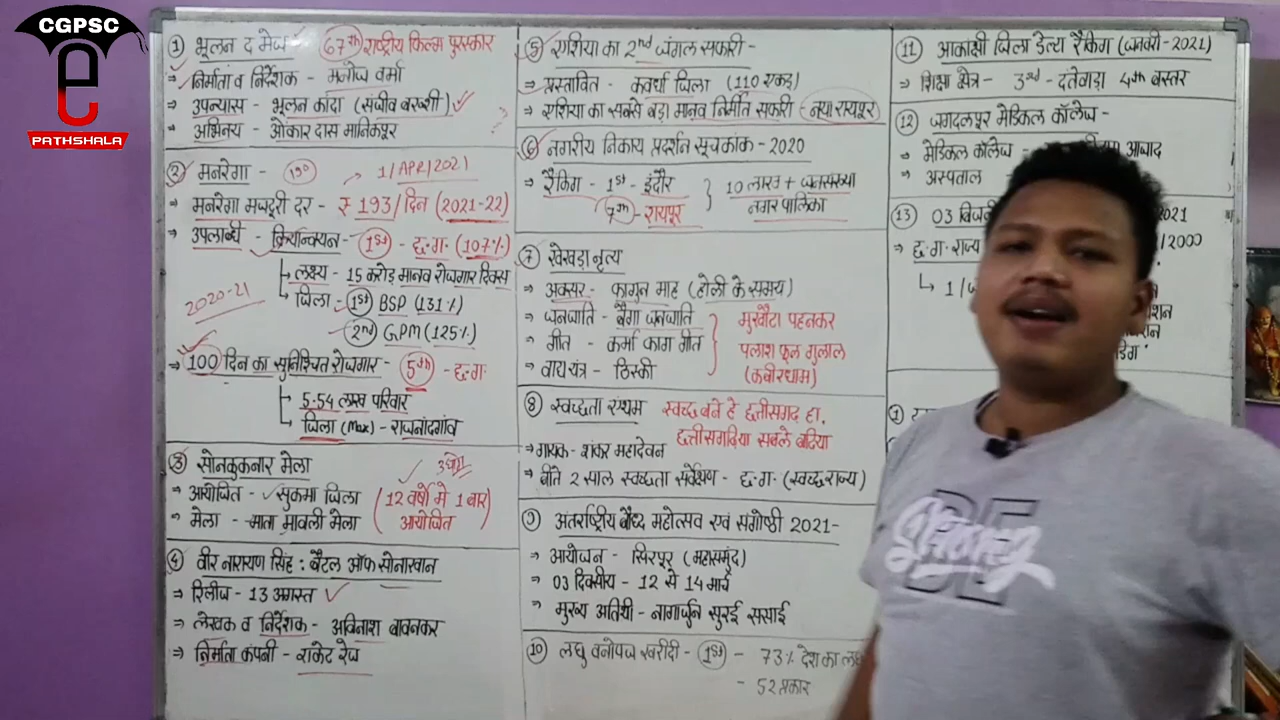 CGPSC
e
PATHSHALA
① भूलन द मेज 67th राष्ट्रीय फिल्म पुरस्कार
⇒ निर्माता व निर्देशक - मनोज वर्मा
⇒ उपन्यास - भूलन कांदा (संजीव बख्शी)
⇒ अभिनय - ओंकार दास मानिकपुर
② मनरेगा - 190 → 1/APR/2021
⇒ मनरेगा मजदूरी दर - ₹ 193/दिन (2021-22)
⇒ उपलब्धि - क्रियान्वयन - 1st - छ.ग. (107%)
लक्ष्य - 15 करोड़ मानव रोजगार दिवस
2020-21
जिला - 1st BSP (131%)
2nd GPM (125%)
⇒ 100 दिन का सुनिश्चित रोजगार - 5th - छ.ग.
5.54 लाख परिवार
जिला (Max) - राजनांदगांव
③ सोनकुकनार मेला
⇒ आयोजित - सुकमा जिला (12 वर्षो में 1 बार
⇒ मेला - माता मावली मेला आयोजित)
④ वीर नारायण सिंह : बैटल ऑफ सोनाखान
⇒ रिलीज - 13 अगस्त
⇒ लेखक व निर्देशक - अविनाश बावनकर
⇒ निर्माता कंपनी - राकेट रेज
⑤ एशिया का 2nd जंगल सफारी -
⇒ प्रस्तावित - कवर्धा जिला (110 एकड़)
⇒ एशिया का सबसे बड़ा मानव निर्मित सफारी - नया रायपुर
⑥ नगरीय निकाय प्रदर्शन सूचकांक - 2020
⇒ रैंकिंग - 1st - इंदौर } 10 लाख + जनसंख्या
7th - रायपुर नगर पालिका
⑦ खेखड़ा नृत्य
⇒ अवसर - फागुन माह (होली के समय)
⇒ जनजाति - बैगा जनजाति } मुखौटा पहनकर
⇒ गीत - कर्मा फाग गीत पलाश फूल गुलाल
⇒ वाद्ययंत्र - ठिस्की (कबीरधाम)
⑧ स्वच्छता एंथम स्वच्छ बने हे छत्तीसगढ़ हा,
छत्तीसगढ़िया सबले बढ़िया
⇒ गायक - शंकर महादेवन
⇒ बीते 2 साल स्वच्छता सर्वेक्षण - छ.ग. (स्वच्छ राज्य)
⑨ अंतर्राष्ट्रीय बौध्द महोत्सव एवं संगोष्ठी 2021-
⇒ आयोजन - सिरपुर (महासमुंद)
⇒ 03 दिवसीय - 12 से 14 मार्च
⇒ मुख्य अतिथी - नागार्जुन सुरई ससाई
⑩ लघु वनोपज खरीदी - 1st - 73% देश का
- 52 प्रकार
⑪ आकांक्षी जिला डेल्टा रैंकिंग (जनवरी-2021)
⇒ शिक्षा क्षेत्र - 3rd - दंतेवाड़ा 4th बस्तर
⑫ जगदलपुर मेडिकल कॉलेज -
⇒ मेडिकल कॉलेज - आजाद
⇒ अस्पताल
⑬ 03 2021
⇒ छ.ग. राज्य /2000